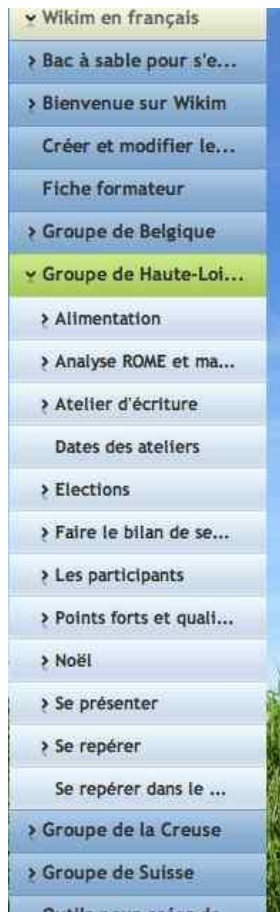 Wikim en français
Bac à sable pour s'e...
Bienvenue sur Wikim
Créer et modifier le...
Fiche formateur
Groupe de Belgique
Groupe de Haute-Loi...
Alimentation
Analyse ROME et ma...
Atelier d'écriture
Dates des ateliers
Elections
Faire le bilan de se...
Les participants
Points forts et quali...
Noël
Se présenter
Se repérer
Se repérer dans le ...
Groupe de la Creuse
Groupe de Suisse